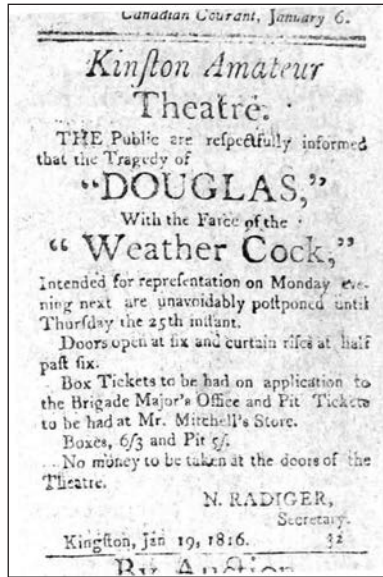 Canadian Courant, January 6.
Kinſton Amateur
Theatre.
THE Public are reſpectfully informed
that the Tragedy of
"DOUGLAS,"
With the Farce of the
"Weather Cock,"
Intended for repreſentation on Monday eve-
ning next are unavoidably poſtponed until
Thurſday the 25th inſtant.
Doors open at ſix and curtain riſes at half
paſt ſix.
Box Tickets to be had on application to
the Brigade Major's Office and Pit Tickets
to be had at Mr. Mitchell's Store.
Boxes, 6/3 and Pit 5/.
No money to be taken at the doors of the
Theatre.
N. RADIGER,
Secretary.
Kingſton, Jan 19, 1816. 32
By Auction